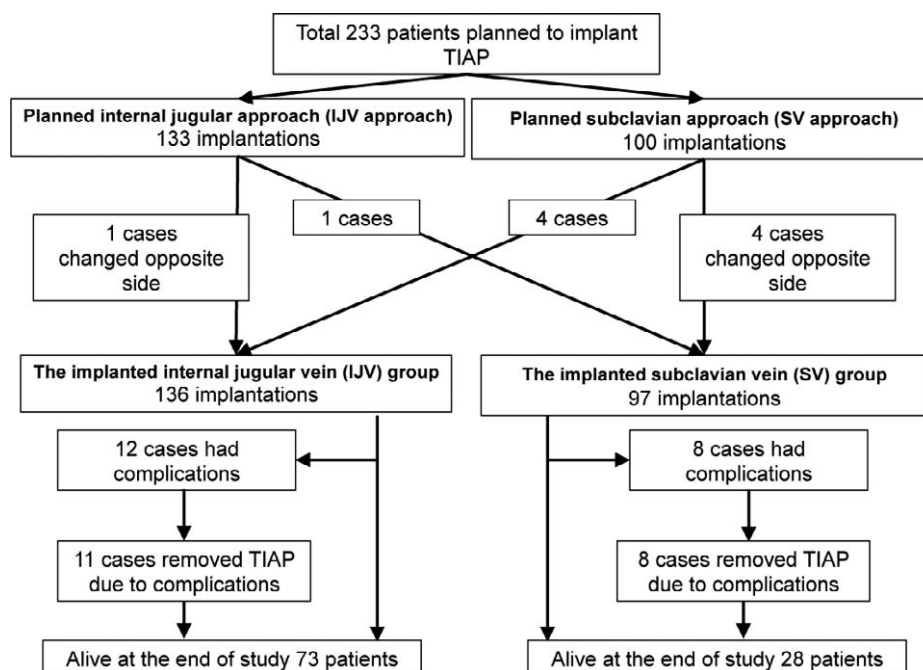 Total 233 patients planned to implant
TIAP
Planned internal jugular approach (IJV approach)
133 implantations
Planned subclavian approach (SV approach)
100 implantations
1 cases
changed opposite
side
1 cases
4 cases
4 cases
changed opposite
side
The implanted internal jugular vein (IJV) group
136 implantations
The implanted subclavian vein (SV) group
97 implantations
12 cases had
complications
8 cases had
complications
11 cases removed TIAP
due to complications
8 cases removed TIAP
due to complications
Alive at the end of study 73 patients
Alive at the end of study 28 patients